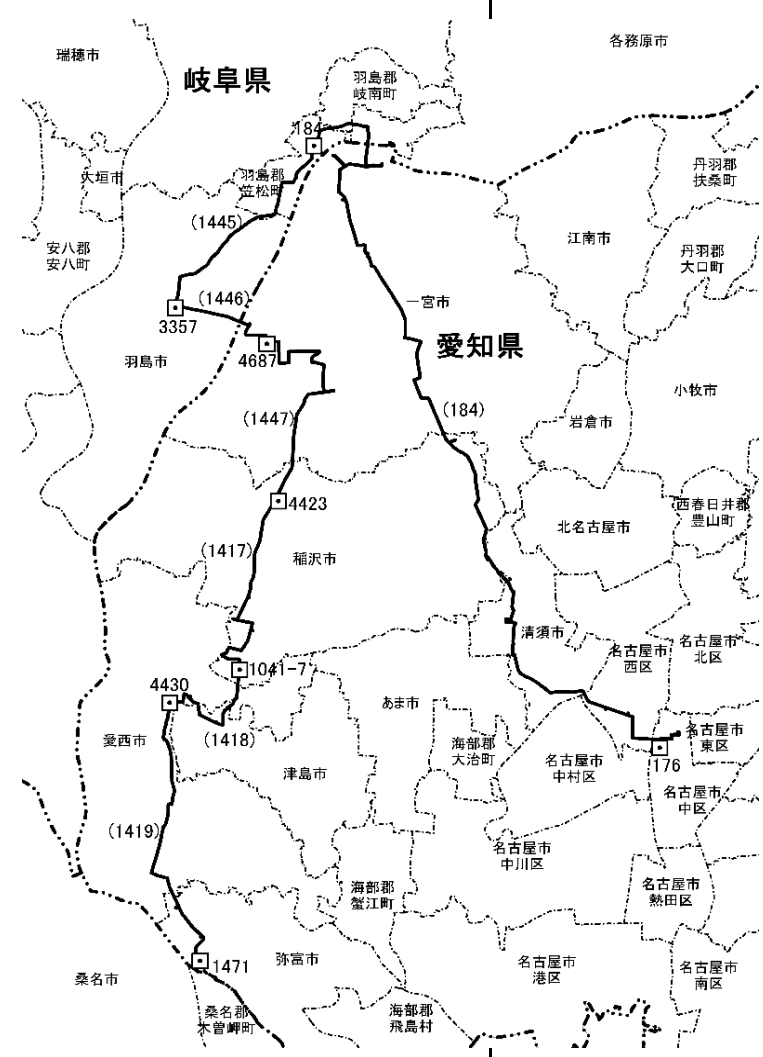 各務原市
瑞穂市
岐阜県
羽島郡
岐南町
184
大垣市
羽島郡
笠松町
丹羽郡
扶桑町
(1445)
江南市
安八郡
安八町
丹羽郡
大口町
(1446)
一宮市
3357
愛知県
羽島市
4687
小牧市
(184)
(1447)
岩倉市
4423
西春日井郡
豊山町
北名古屋市
(1417)
稲沢市
清須市
名古屋市
西区
名古屋市
北区
1041-7
4430
あま市
愛西市
(1418)
海部郡
大治町
名古屋市
東区
津島市
名古屋市
中村区
176
名古屋市
中区
(1419)
名古屋市
中川区
海部郡
蟹江町
名古屋市
熱田区
1471
弥富市
桑名市
名古屋市
港区
名古屋市
南区
桑名郡
木曽岬町
海部郡
飛島村